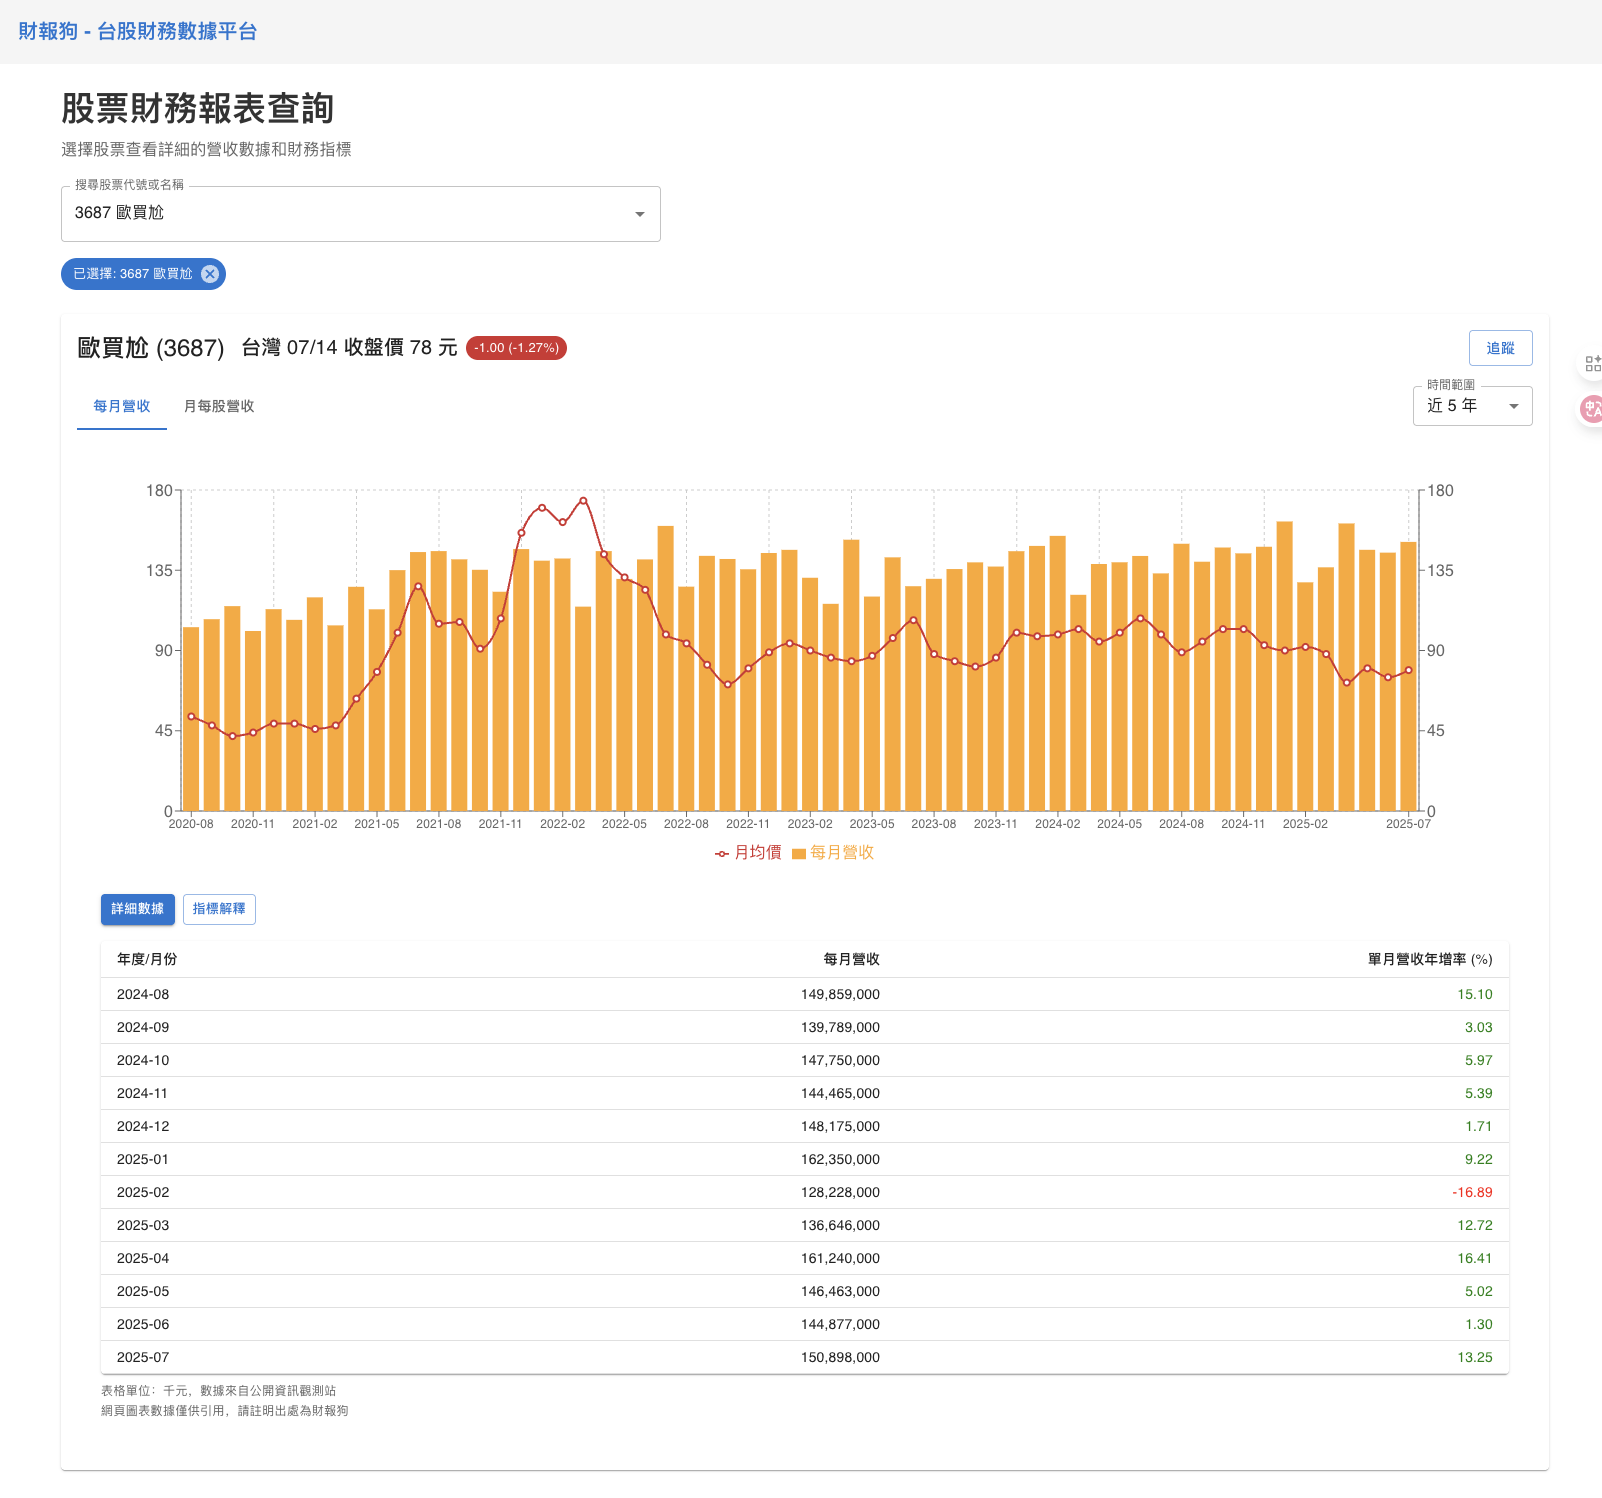 財報狗 - 台股財務數據平台
股票財務報表查詢
選擇股票查看詳細的營收數據和財務指標
搜尋股票代號或名稱
3687 歐買尬
已選擇: 3687 歐買尬
歐買尬 (3687) 台灣 07/14 收盤價 78 元 -1.00 (-1.27%)
追蹤
每月營收 月每股營收
時間範圍
近 5 年
180 180
135 135
90 90
45 45
0 0
2020-08 2020-11 2021-02 2021-05 2021-08 2021-11 2022-02 2022-05 2022-08 2022-11 2023-02 2023-05 2023-08 2023-11 2024-02 2024-05 2024-08 2024-11 2025-02 2025-07
月均價 每月營收
詳細數據 指標解釋
年度/月份 每月營收 單月營收年增率 (%)
2024-08 149,859,000 15.10
2024-09 139,789,000 3.03
2024-10 147,750,000 5.97
2024-11 144,465,000 5.39
2024-12 148,175,000 1.71
2025-01 162,350,000 9.22
2025-02 128,228,000 -16.89
2025-03 136,646,000 12.72
2025-04 161,240,000 16.41
2025-05 146,463,000 5.02
2025-06 144,877,000 1.30
2025-07 150,898,000 13.25
表格單位：千元，數據來自公開資訊觀測站
網頁圖表數據僅供引用，請註明出處為財報狗